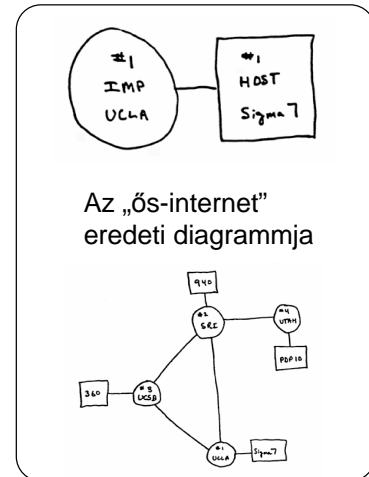 #1
IMP
UCLA
#1
HOST
Sigma 7
Az „ős-internet”
eredeti diagrammja
940
#2
SRI
#4
UTAH
PDP 10
360
#3
UCSB
#1
UCLA
Sigma 7